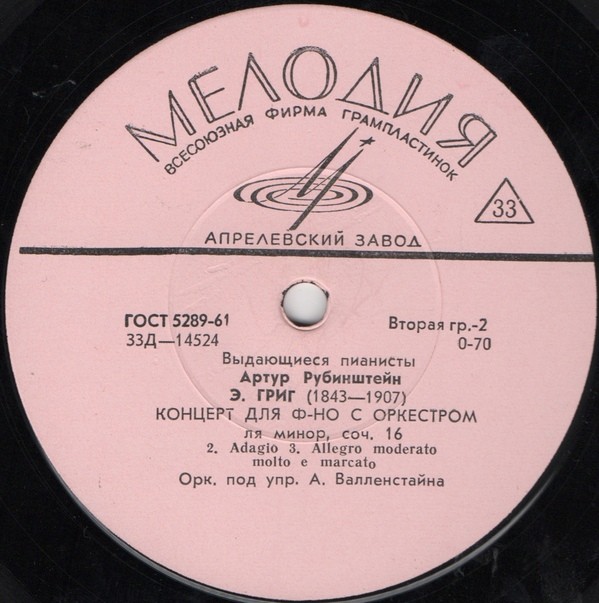 МЕЛОДИЯ
ВСЕСОЮЗНАЯ ФИРМА ГРАМПЛАСТИНОК
33
АПРЕЛЕВСКИЙ ЗАВОД
ГОСТ 5289-61
Вторая гр.-2
33Д—14524
0-70
Выдающиеся пианисты
Артур Рубинштейн
Э. ГРИГ (1843—1907)
КОНЦЕРТ ДЛЯ Ф-НО С ОРКЕСТРОМ
ля минор, соч. 16
2. Adagio 3. Allegro moderato
molto e marcato
Орк. под упр. А. Валленстайна